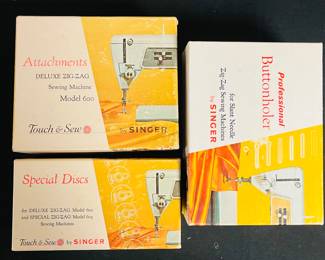 Attachments
DELUXE ZIG-ZAG
Sewing Machine
Model 600
Touch & Sew by SINGER
Special Discs
for DELUXE ZIG-ZAG Model 600
and SPECIAL ZIG-ZAG Model 604
Sewing Machines
Touch & Sew by SINGER
Professional
Buttonholer
for Slant Needle
Zig-Zag Sewing Machines
by SINGER